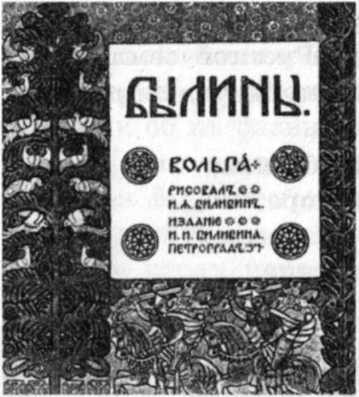 БЫЛИНЫ.
ВОЛЬГА
РИСОВАЛЪ
И.Я. БИЛИБИНЪ.
ИЗДАНІЕ
И.И. БИЛИБИНА.
ПЕТРОГРАДЪ